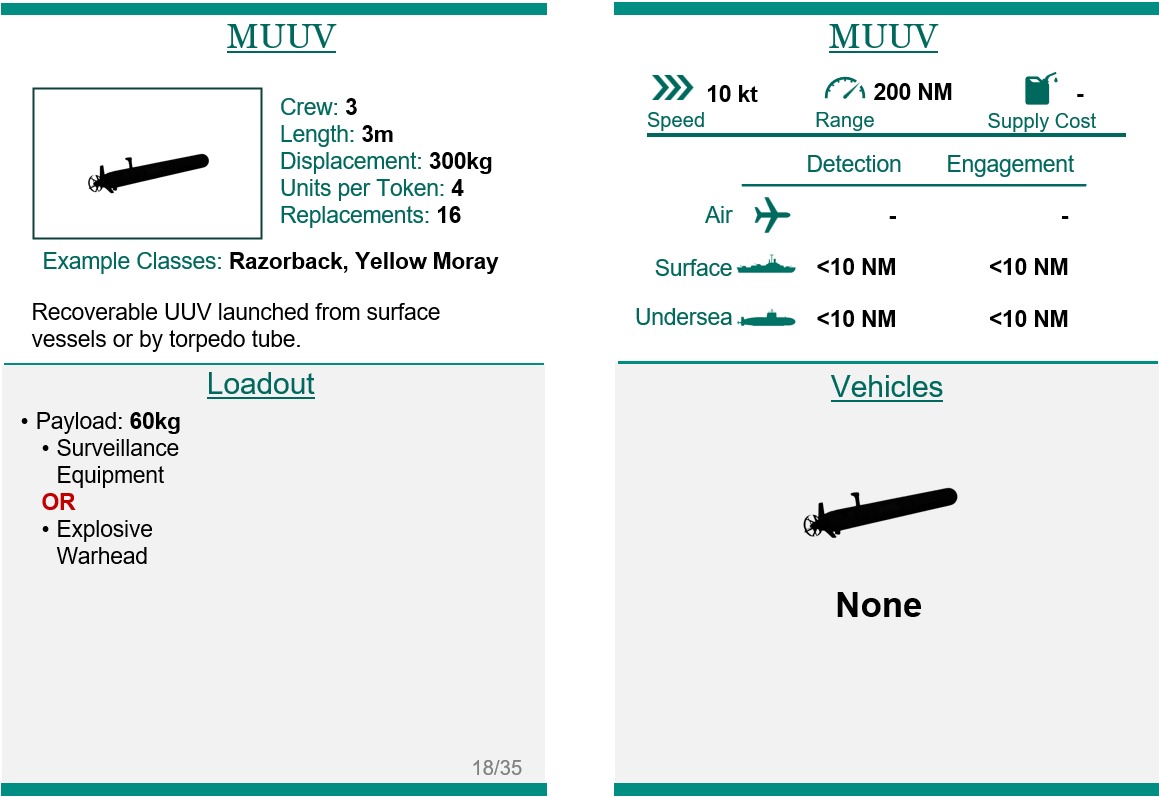 MUUV
Crew: 3
Length: 3m
Displacement: 300kg
Units per Token: 4
Replacements: 16
Example Classes: Razorback, Yellow Moray
Recoverable UUV launched from surface
vessels or by torpedo tube.
Loadout
• Payload: 60kg
• Surveillance
Equipment
OR
• Explosive
Warhead
18/35
MUUV
10 kt
200 NM
-
Speed
Range
Supply Cost
Detection Engagement
Air - -
Surface <10 NM <10 NM
Undersea <10 NM <10 NM
Vehicles
None